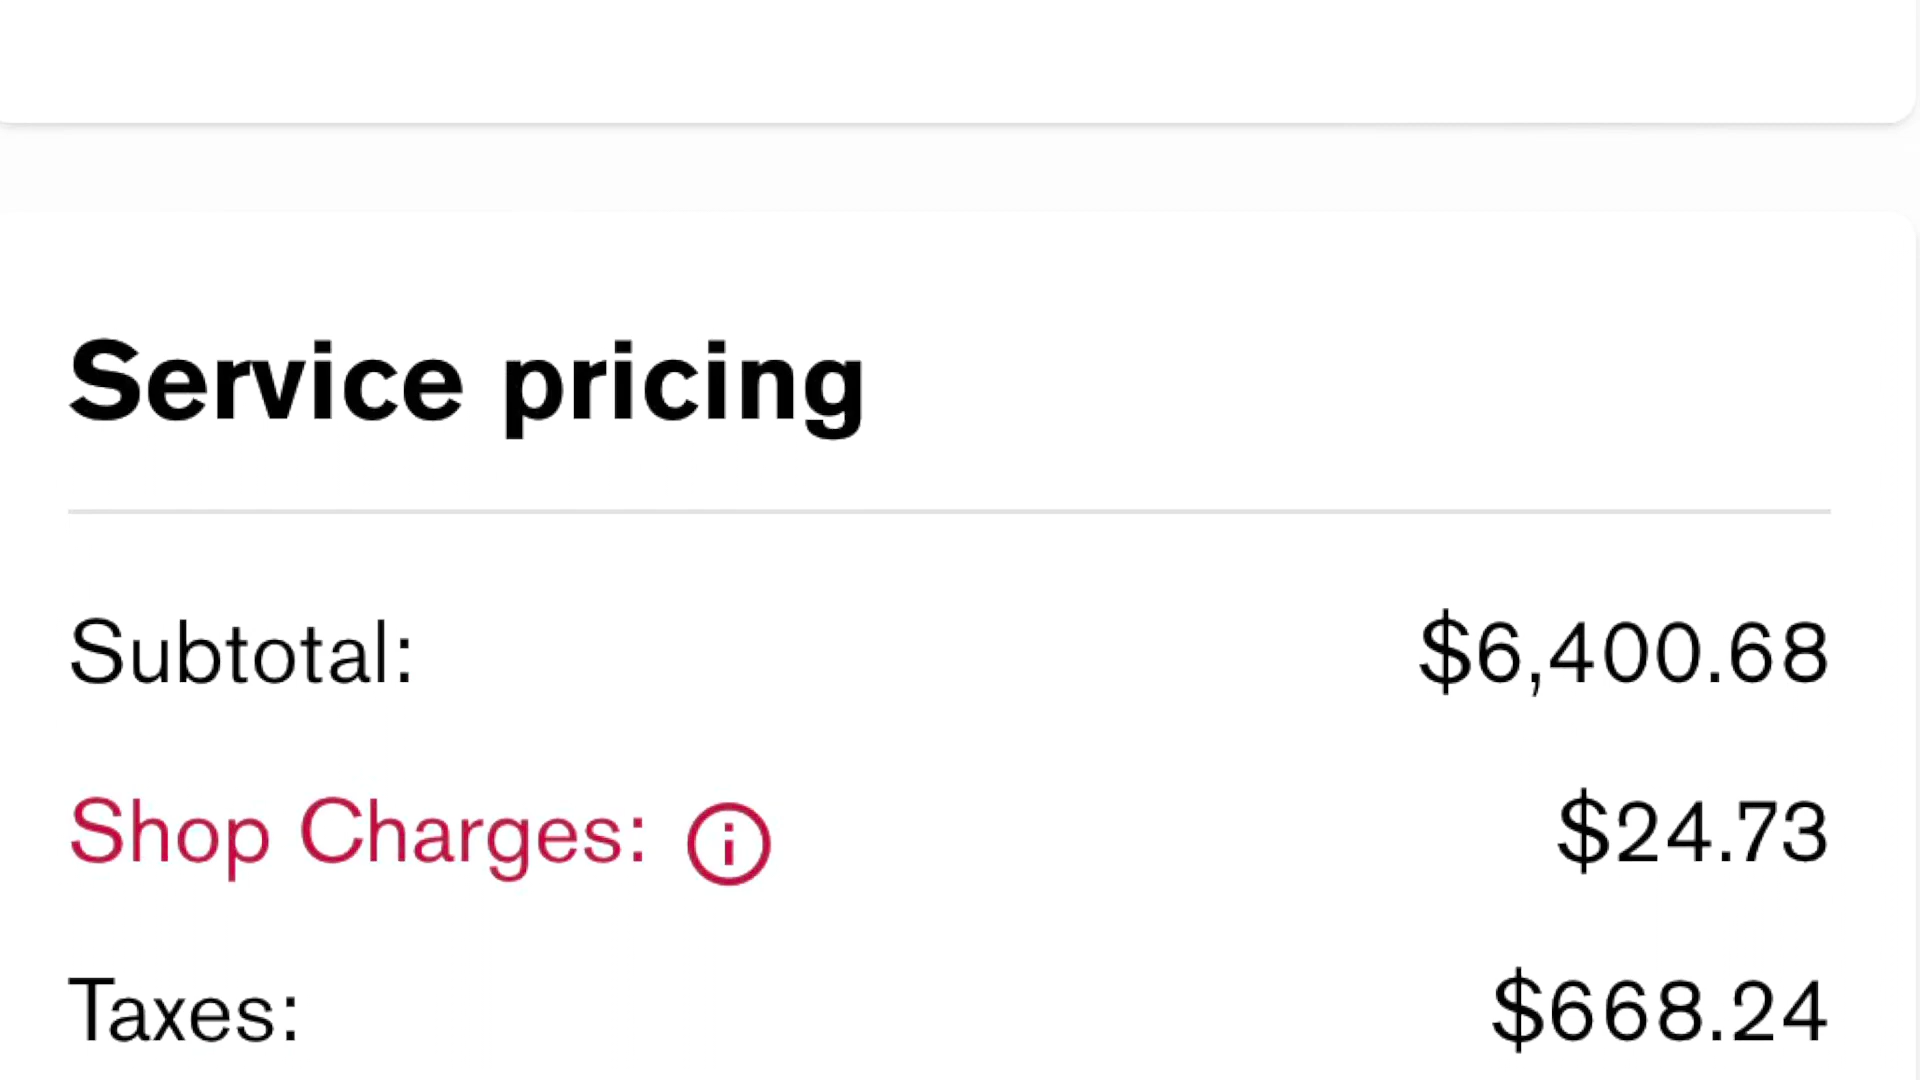 Service pricing
Subtotal: $6,400.68
Shop Charges: $24.73
Taxes: $668.24